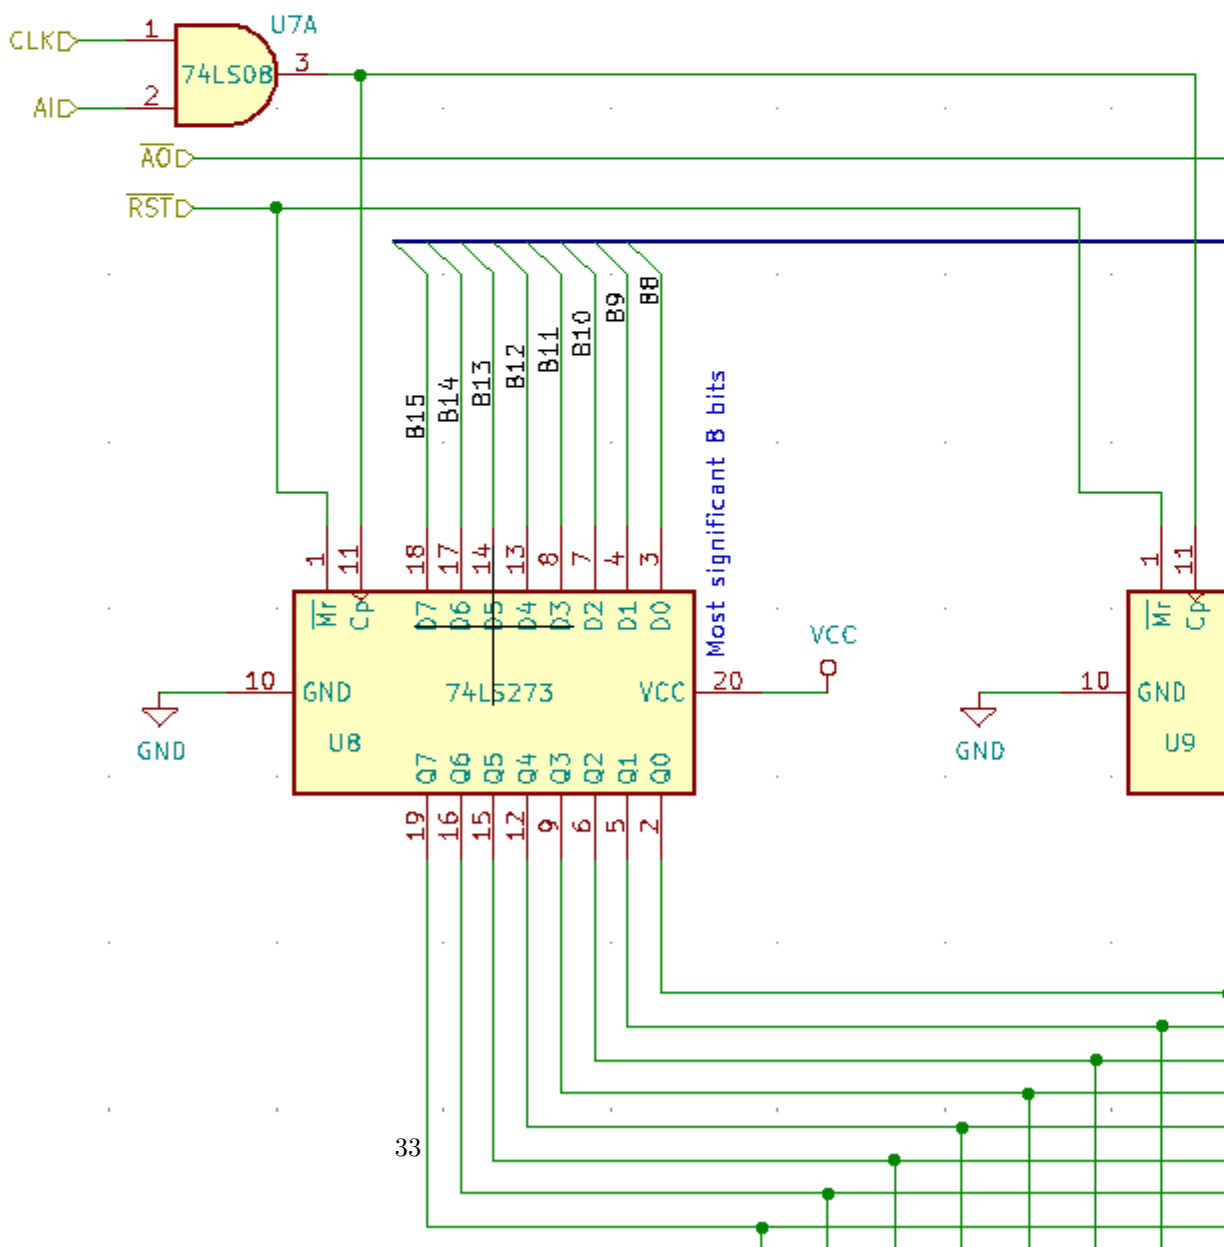 U7A
CLK
1
74LS08
3
AI
2
AO
RST
B15
B14
B13
B12
B11
B10
B9
B8
Most significant B bits
1
11
18
17
14
13
8
7
4
3
1
11
Mr
Cp
D7
D6
D5
D4
D3
D2
D1
D0
Mr
Cp
VCC
10
GND
74LS273
VCC
20
10
GND
GND
U8
GND
U9
Q7
Q6
Q5
Q4
Q3
Q2
Q1
Q0
19
16
15
12
9
6
5
2
33